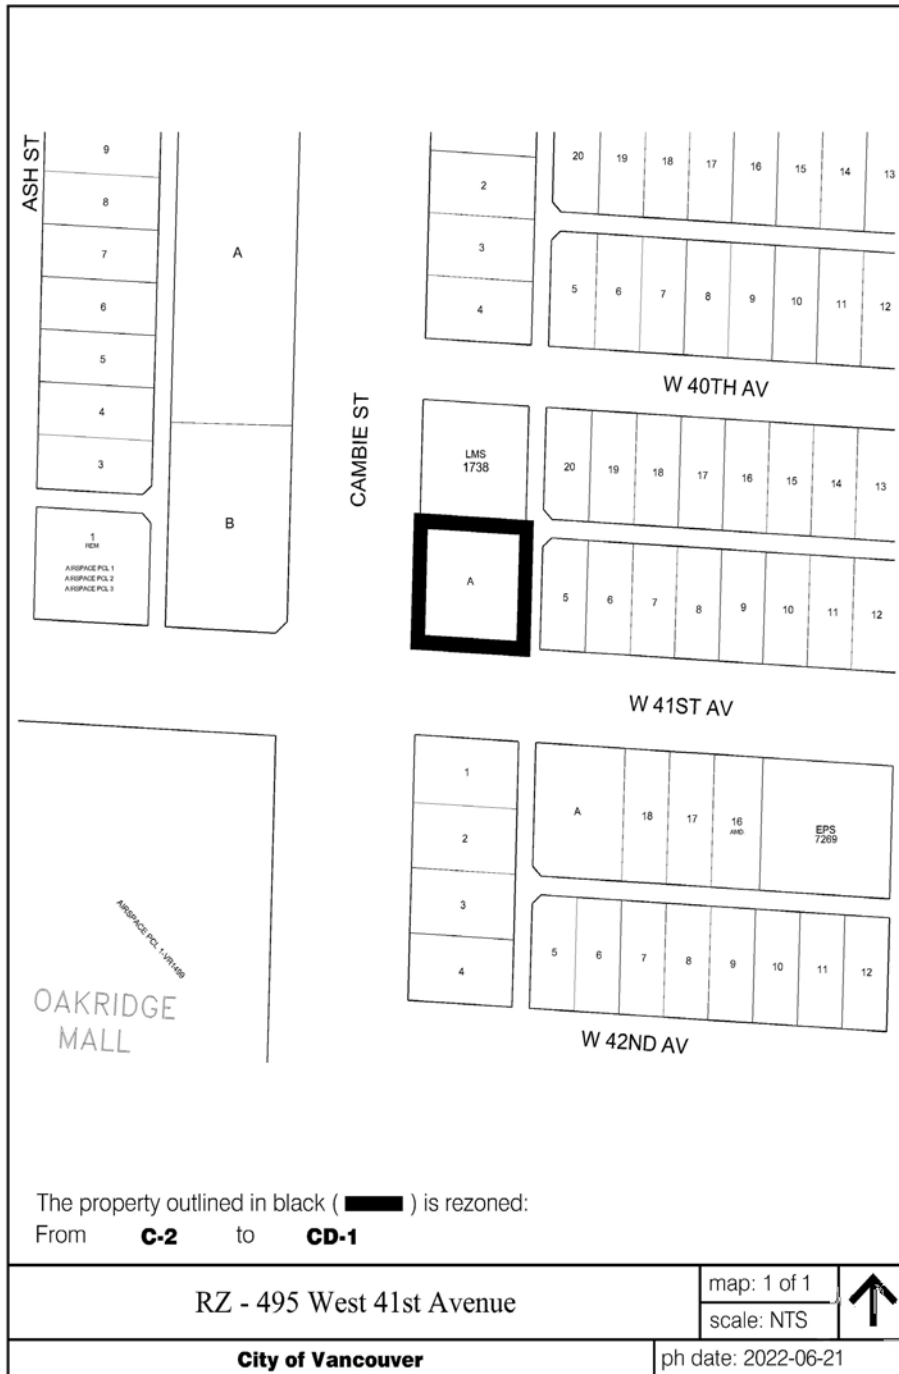 ASH ST
9
8
7
6
5
4
3
1
REM
AIRSPACE PCL 1
AIRSPACE PCL 2
AIRSPACE PCL 3
A
B
CAMBIE ST
2
3
4
20 19 18 17 16 15 14 13
5 6 7 8 9 10 11 12
W 40TH AV
LMS
1738
A
20 19 18 17 16 15 14 13
5 6 7 8 9 10 11 12
W 41ST AV
1
2
3
4
A 18 17 16
AMD
EPS
7269
5 6 7 8 9 10 11 12
W 42ND AV
AIRSPACE PCL 1-VR1499
OAKRIDGE
MALL
The property outlined in black ( ) is rezoned:
From C-2 to CD-1
RZ - 495 West 41st Avenue
map: 1 of 1
scale: NTS
City of Vancouver
ph date: 2022-06-21